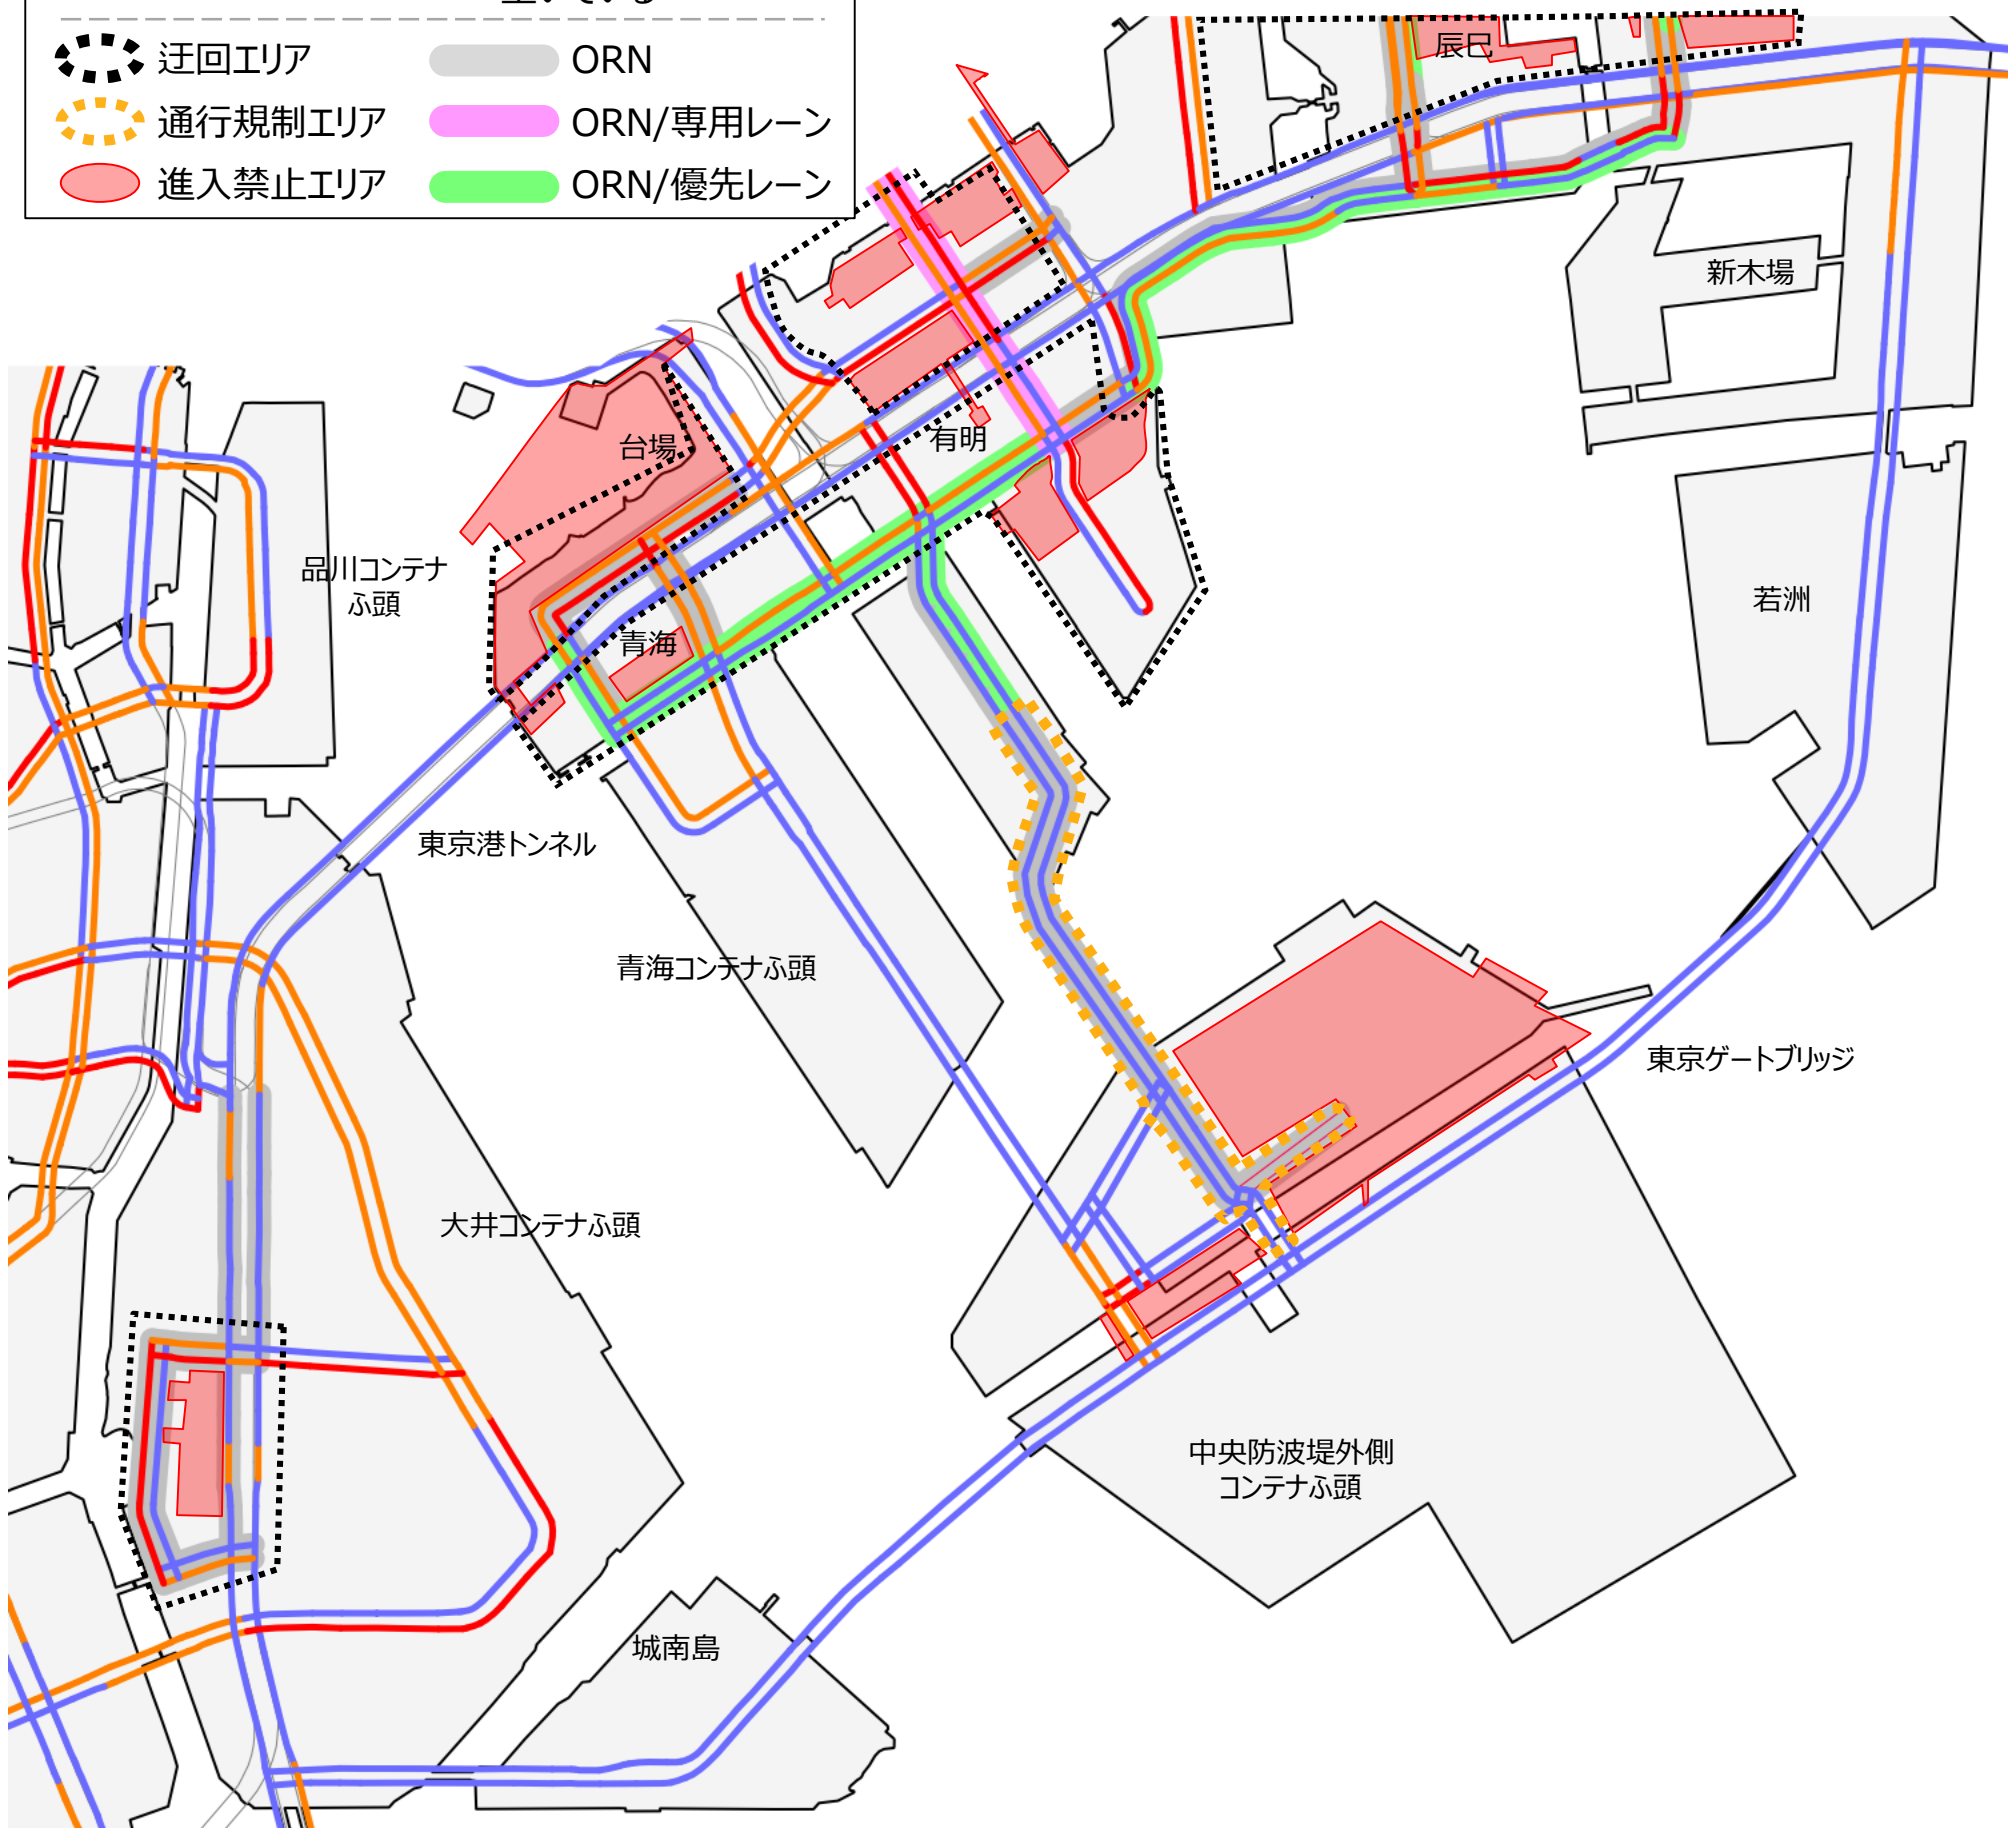 空いている
迂回エリア
ORN
通行規制エリア
ORN/専用レーン
進入禁止エリア
ORN/優先レーン
辰巳
新木場
台場
有明
品川コンテナ
ふ頭
若洲
青海
東京港トンネル
青海コンテナふ頭
東京ゲートブリッジ
大井コンテナふ頭
中央防波堤外側
コンテナふ頭
城南島